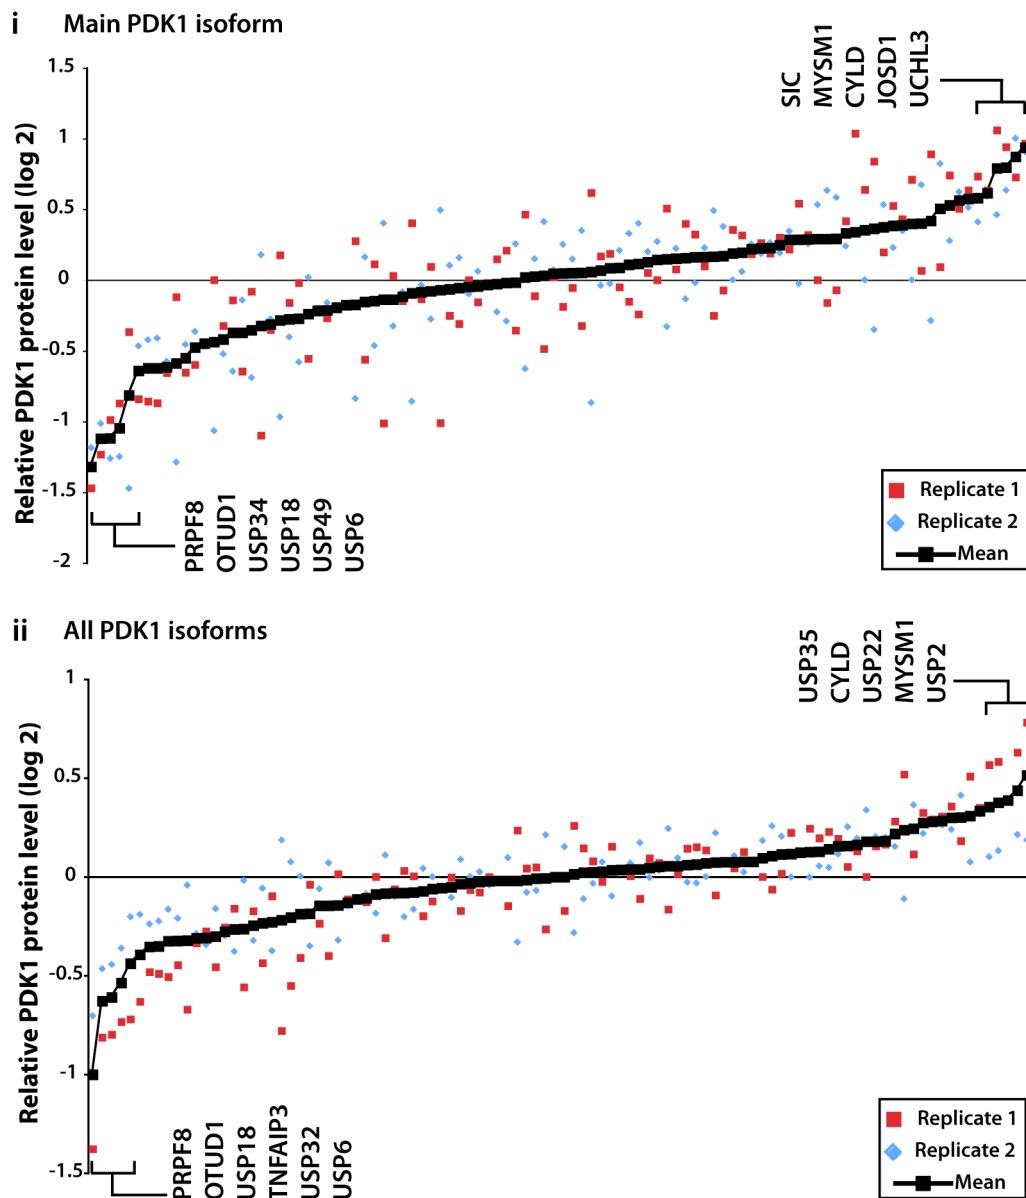 i Main PDK1 isoform
SIC
MYSM1
CYLD
JOSD1
UCHL3
Relative PDK1 protein level (log 2)
1.5
1
0.5
0
-0.5
-1
-1.5
-2
PRPF8
OTUD1
USP34
USP18
USP49
USP6
Replicate 1
Replicate 2
Mean
ii All PDK1 isoforms
USP35
CYLD
USP22
MYSM1
USP2
Relative PDK1 protein level (log 2)
1
0.5
0
-0.5
-1
-1.5
PRPF8
OTUD1
USP18
TNFAIP3
USP32
USP6
Replicate 1
Replicate 2
Mean